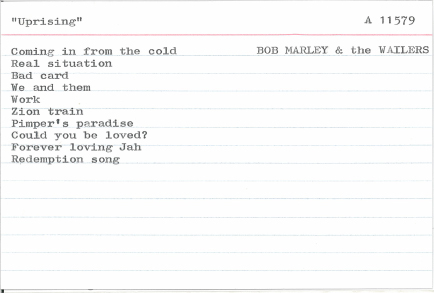 "Uprising" A 11579
Coming in from the cold BOB MARLEY & the WAILERS
Real situation
Bad card
We and them
Work
Zion train
Pimper's paradise
Could you be loved?
Forever loving Jah
Redemption song